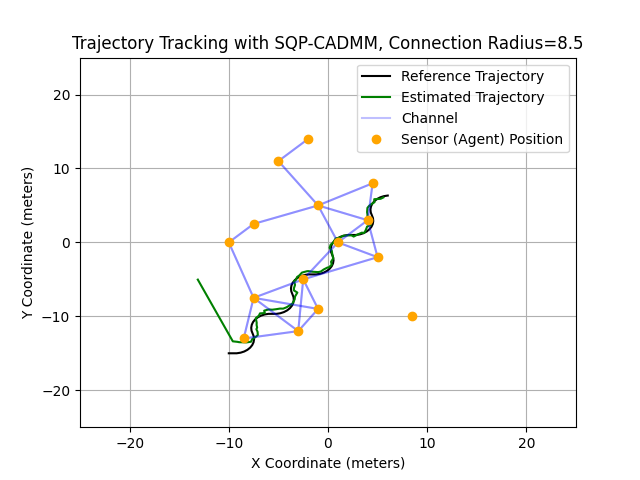 Trajectory Tracking with SQP-CADMM, Connection Radius=8.5
Reference Trajectory
Estimated Trajectory
Channel
Sensor (Agent) Position
20
10
0
−10
−20
Y Coordinate (meters)
−20
−10
0
10
20
X Coordinate (meters)